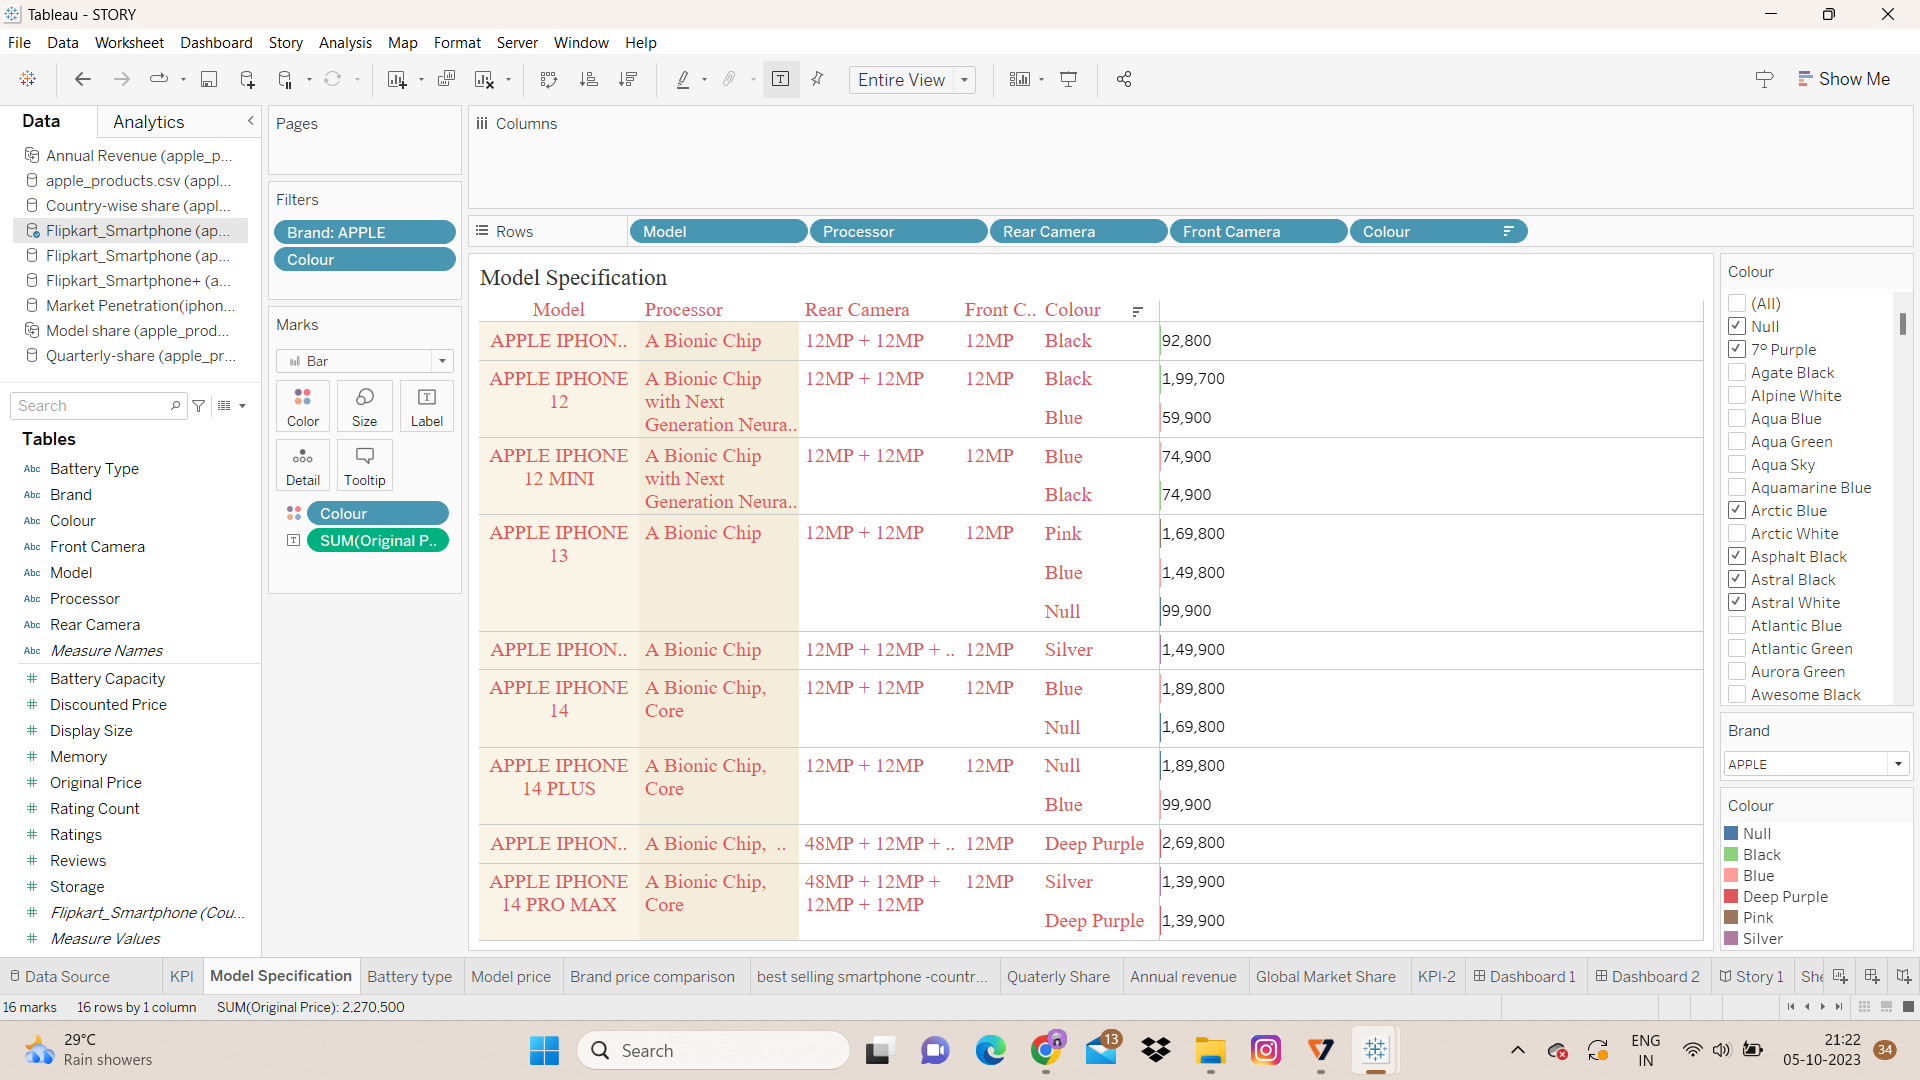 Tableau - STORY
File Data Worksheet Dashboard Story Analysis Map Format Server Window Help
Entire View
Show Me
Data Analytics
Annual Revenue (apple_p...
apple_products.csv (appl...
Country-wise share (appl...
Flipkart_Smartphone (ap...
Flipkart_Smartphone (ap...
Flipkart_Smartphone+ (a...
Market Penetration(iphon...
Model share (apple_prod...
Quarterly-share (apple_pr...
Search
Tables
Abc Battery Type
Abc Brand
Abc Colour
Abc Front Camera
Abc Model
Abc Processor
Abc Rear Camera
Abc Measure Names
# Battery Capacity
# Discounted Price
# Display Size
# Memory
# Original Price
# Rating Count
# Ratings
# Reviews
# Storage
# Flipkart_Smartphone (Cou...
# Measure Values
Pages
Filters
Brand: APPLE
Colour
Marks
Bar
Color Size Label
Detail Tooltip
Colour
SUM(Original P..
Columns
Rows Model Processor Rear Camera Front Camera Colour
Model Specification
Model Processor Rear Camera Front C.. Colour
APPLE IPHON.. A Bionic Chip 12MP + 12MP 12MP Black 92,800
APPLE IPHONE A Bionic Chip 12MP + 12MP 12MP Black 1,99,700
12 with Next
Generation Neura.. Blue 59,900
APPLE IPHONE A Bionic Chip 12MP + 12MP 12MP Blue 74,900
12 MINI with Next
Generation Neura.. Black 74,900
APPLE IPHONE A Bionic Chip 12MP + 12MP 12MP Pink 1,69,800
13
Blue 1,49,800
Null 99,900
APPLE IPHON.. A Bionic Chip 12MP + 12MP + .. 12MP Silver 1,49,900
APPLE IPHONE A Bionic Chip, 12MP + 12MP 12MP Blue 1,89,800
14 Core
Null 1,69,800
APPLE IPHONE A Bionic Chip, 12MP + 12MP 12MP Null 1,89,800
14 PLUS Core
Blue 99,900
APPLE IPHON.. A Bionic Chip, .. 48MP + 12MP + .. 12MP Deep Purple 2,69,800
APPLE IPHONE A Bionic Chip, 48MP + 12MP + 12MP Silver 1,39,900
14 PRO MAX Core 12MP + 12MP
Deep Purple 1,39,900
Colour
(All)
Null
7º Purple
Agate Black
Alpine White
Aqua Blue
Aqua Green
Aqua Sky
Aquamarine Blue
Arctic Blue
Arctic White
Asphalt Black
Astral Black
Astral White
Atlantic Blue
Atlantic Green
Aurora Green
Awesome Black
Brand
APPLE
Colour
Null
Black
Blue
Deep Purple
Pink
Silver
Data Source KPI Model Specification Battery type Model price Brand price comparison best selling smartphone -countr... Quaterly Share Annual revenue Global Market Share KPI-2 Dashboard 1 Dashboard 2 Story 1 She
16 marks 16 rows by 1 column SUM(Original Price): 2,270,500
29°C
Rain showers
Search
13
ENG
IN
21:22
05-10-2023
34